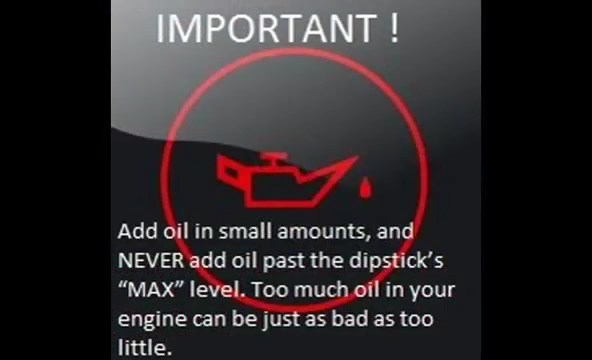 IMPORTANT !
Add oil in small amounts, and
NEVER add oil past the dipstick's
“MAX” level. Too much oil in your
engine can be just as bad as too
little.